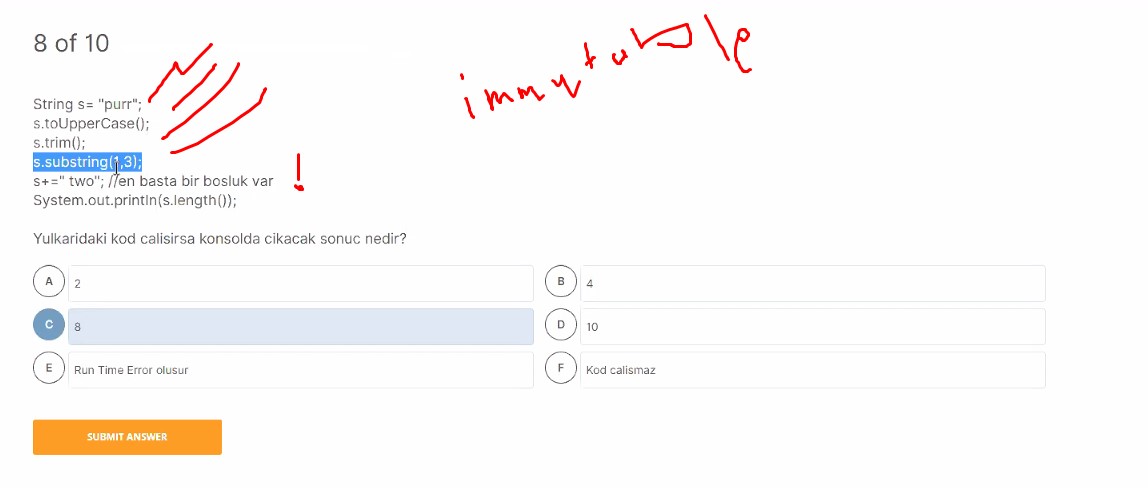 8 of 10
immutable
String s= "purr";
s.toUpperCase();
s.trim();
s.substring(1,3);
s+=" two"; //en basta bir bosluk var
!
System.out.println(s.length());
Yulkaridaki kod calisirsa konsolda cikacak sonuc nedir?
A 2
B 4
C 8
D 10
E Run Time Error olusur
F Kod calismaz
SUBMIT ANSWER